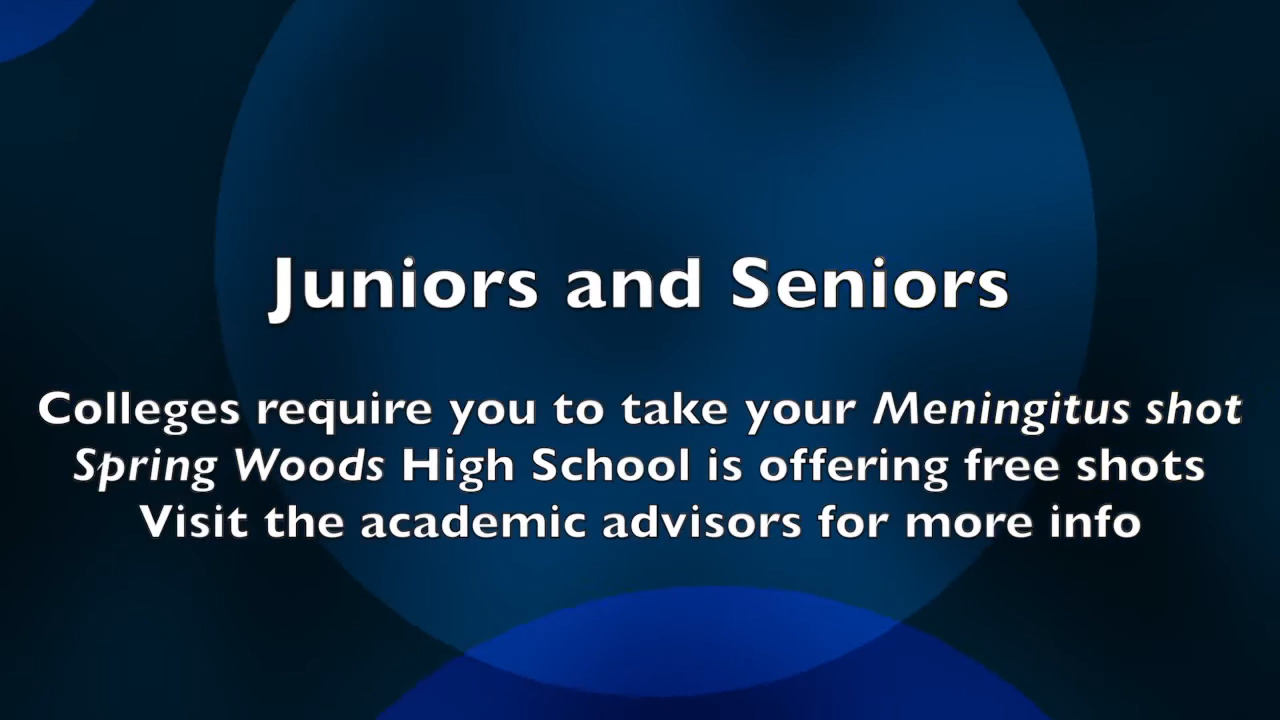 Juniors and Seniors
Colleges require you to take your Meningitus shot
Spring Woods High School is offering free shots
Visit the academic advisors for more info